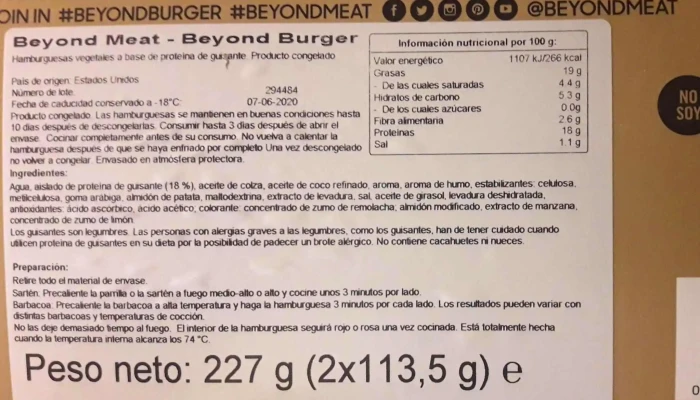 OIN IN #BEYONDBURGER #BEYONDMEAT @BEYONDMEAT
Beyond Meat - Beyond Burger
Hamburguesas vegetales a base de proteina de guisante Producto congelado
País de origen: Estados Unidos
Número de lote: 294484
Fecha de caducidad conservado a -18°C: 07-06-2020
Producto congelado. Las hamburguesas se mantienen en buenas condiciones hasta
10 días después de descongelarlas. Consumir hasta 3 días después de abrir el
envase. Cocinar completamente antes de su consumo. No vuelva a calentar la
hamburguesa después de que se haya enfriado por completo Una vez descongelado
no volver a congelar. Envasado en atmósfera protectora.
Información nutricional por 100 g:
Valor energético 1107 kJ/266 kcal
Grasas 19 g
- De las cuales saturadas 4.4 g
Hidratos de carbono 5.3 g
- De los cuales azúcares 0.0g
Fibra alimentaria 2.6 g
Proteinas 18 g
Sal 1.1 g
NO
SOY
Ingredientes:
Agua, aislado de proteína de guisante (18 %), aceite de colza, aceite de coco refinado, aroma, aroma de humo, estabilizantes: celulosa,
metilcelulosa, goma arábiga, almidón de patata, maltodextrina, extracto de levadura, sal, aceite de girasol, levadura deshidratada,
antioxidantes: ácido ascórbico, ácido acético, colorante: concentrado de zumo de remolacha, almidón modificado, extracto de manzana,
concentrado de zumo de limón.
Los guisantes son legumbres. Las personas con alergias graves a las legumbres, como los guisantes, han de tener cuidado cuando
utilicen proteína de guisantes en su dieta por la posibilidad de padecer un brote alérgico. No contiene cacahuetes ni nueces.
Preparación:
Retire todo el material de envase.
Sartén: Precaliente la parrilla o la sartén a fuego medio-alto o alto y cocine unos 3 minutos por lado.
Barbacoa: Precaliente la barbacoa a alta temperatura y haga la hamburguesa 3 minutos por cada lado. Los resultados pueden variar con
distintas barbacoas y temperaturas de cocción.
No las deje demasiado tiempo al fuego. El interior de la hamburguesa seguirá rojo o rosa una vez cocinada. Está totalmente hecha
cuando la temperatura interna alcanza los 74 °C.
Peso neto: 227 g (2x113,5 g) e